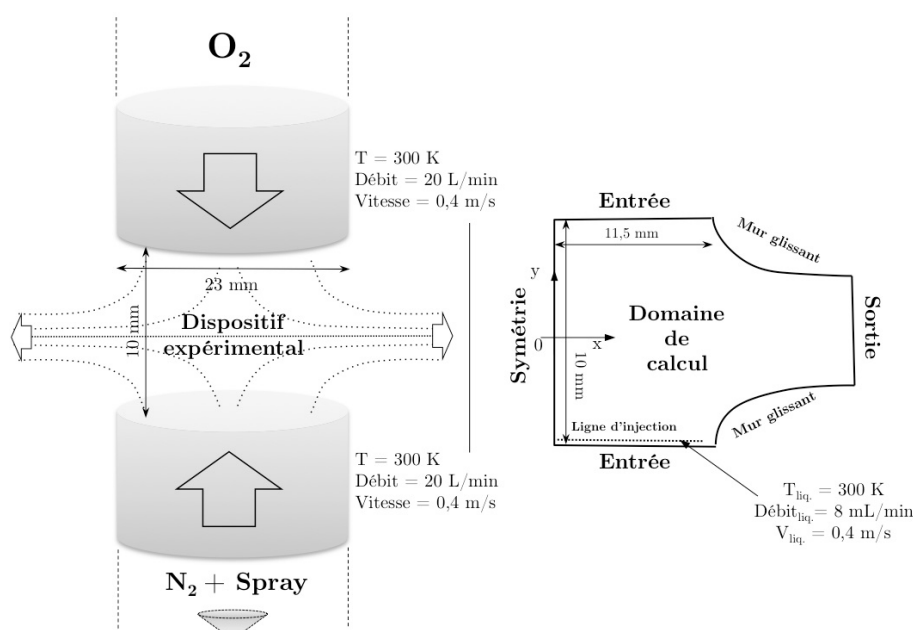 O2
T = 300 K
Débit = 20 L/min
Vitesse = 0,4 m/s
23 mm
10 mm
Dispositif
expérimental
T = 300 K
Débit = 20 L/min
Vitesse = 0,4 m/s
N2 + Spray
Entrée
Mur glissant
11,5 mm
y
Symétrie
0
x
10 mm
Domaine
de
calcul
Sortie
Ligne d'injection
Mur glissant
Entrée
Tliq. = 300 K
Débitliq.= 8 mL/min
Vliq. = 0,4 m/s